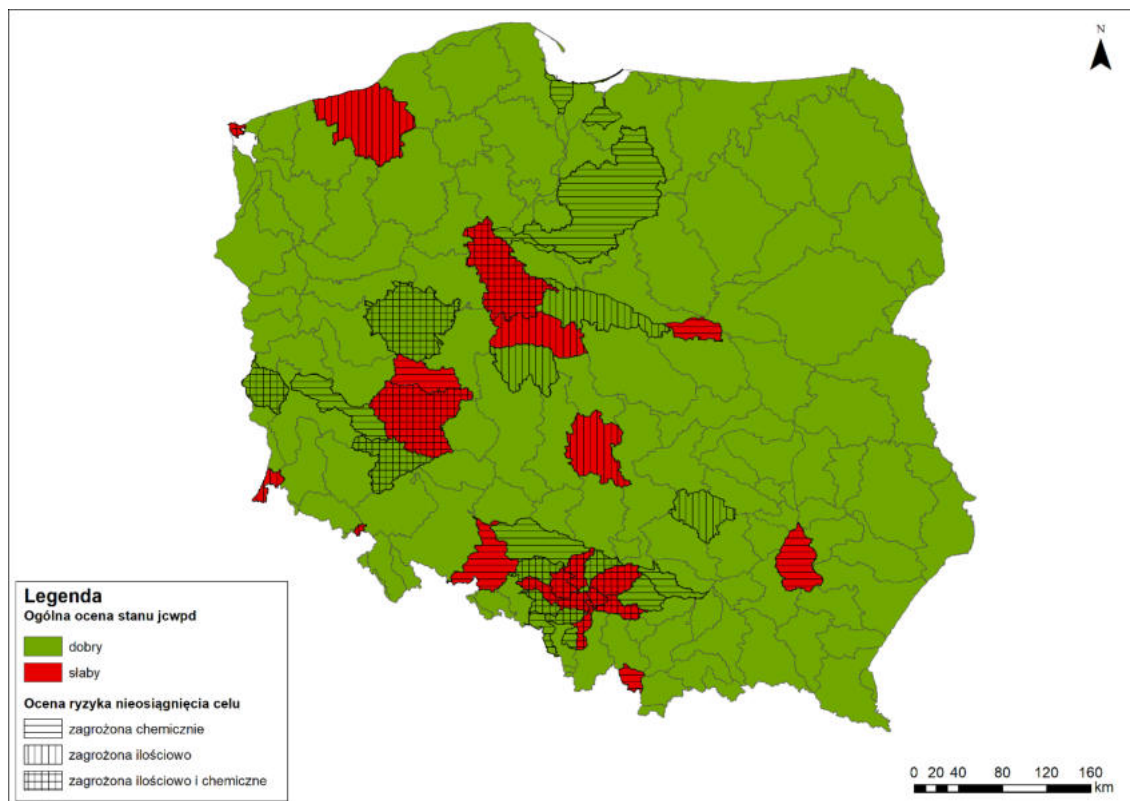 N
Legenda
Ogólna ocena stanu jcwpd
dobry
słaby
Ocena ryzyka nieosiągnięcia celu
zagrożona chemicznie
zagrożona ilościowo
zagrożona ilościowo i chemiczne
0 20 40 80 120 160
km